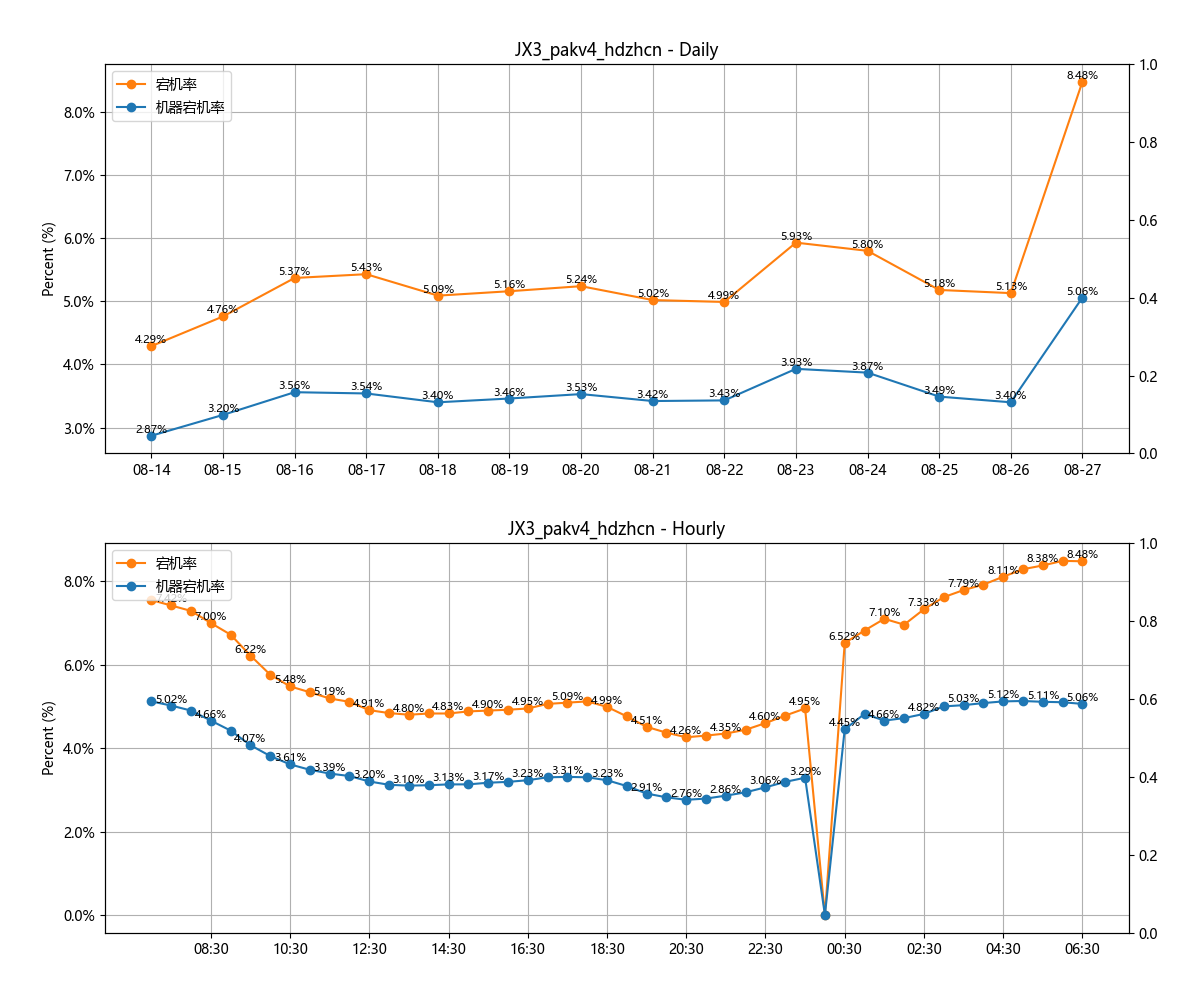 JX3_pakv4_hdzhcn - Daily
宕机率
机器宕机率
Percent (%)
8.0%
7.0%
6.0%
5.0%
4.0%
3.0%
1.0
0.8
0.6
0.4
0.2
0.0
4.29% 4.76% 5.37% 5.43% 5.09% 5.16% 5.24% 5.02% 4.99% 5.93% 5.80% 5.18% 5.13% 8.48%
2.87% 3.20% 3.56% 3.54% 3.40% 3.46% 3.53% 3.42% 3.43% 3.93% 3.87% 3.49% 3.40% 5.06%
08-14 08-15 08-16 08-17 08-18 08-19 08-20 08-21 08-22 08-23 08-24 08-25 08-26 08-27
JX3_pakv4_hdzhcn - Hourly
宕机率
机器宕机率
Percent (%)
8.0%
6.0%
4.0%
2.0%
0.0%
1.0
0.8
0.6
0.4
0.2
0.0
7.42% 7.00% 6.22% 5.48% 5.19% 4.91% 4.80% 4.83% 4.90% 4.95% 5.09% 4.99% 4.51% 4.26% 4.35% 4.60% 4.95% 6.52% 7.10% 7.33% 7.79% 8.11% 8.38% 8.48%
5.02% 4.66% 4.07% 3.61% 3.39% 3.20% 3.10% 3.13% 3.17% 3.23% 3.31% 3.23% 2.91% 2.76% 2.86% 3.06% 3.29% 4.45% 4.66% 4.82% 5.03% 5.12% 5.11% 5.06%
08:30 10:30 12:30 14:30 16:30 18:30 20:30 22:30 00:30 02:30 04:30 06:30